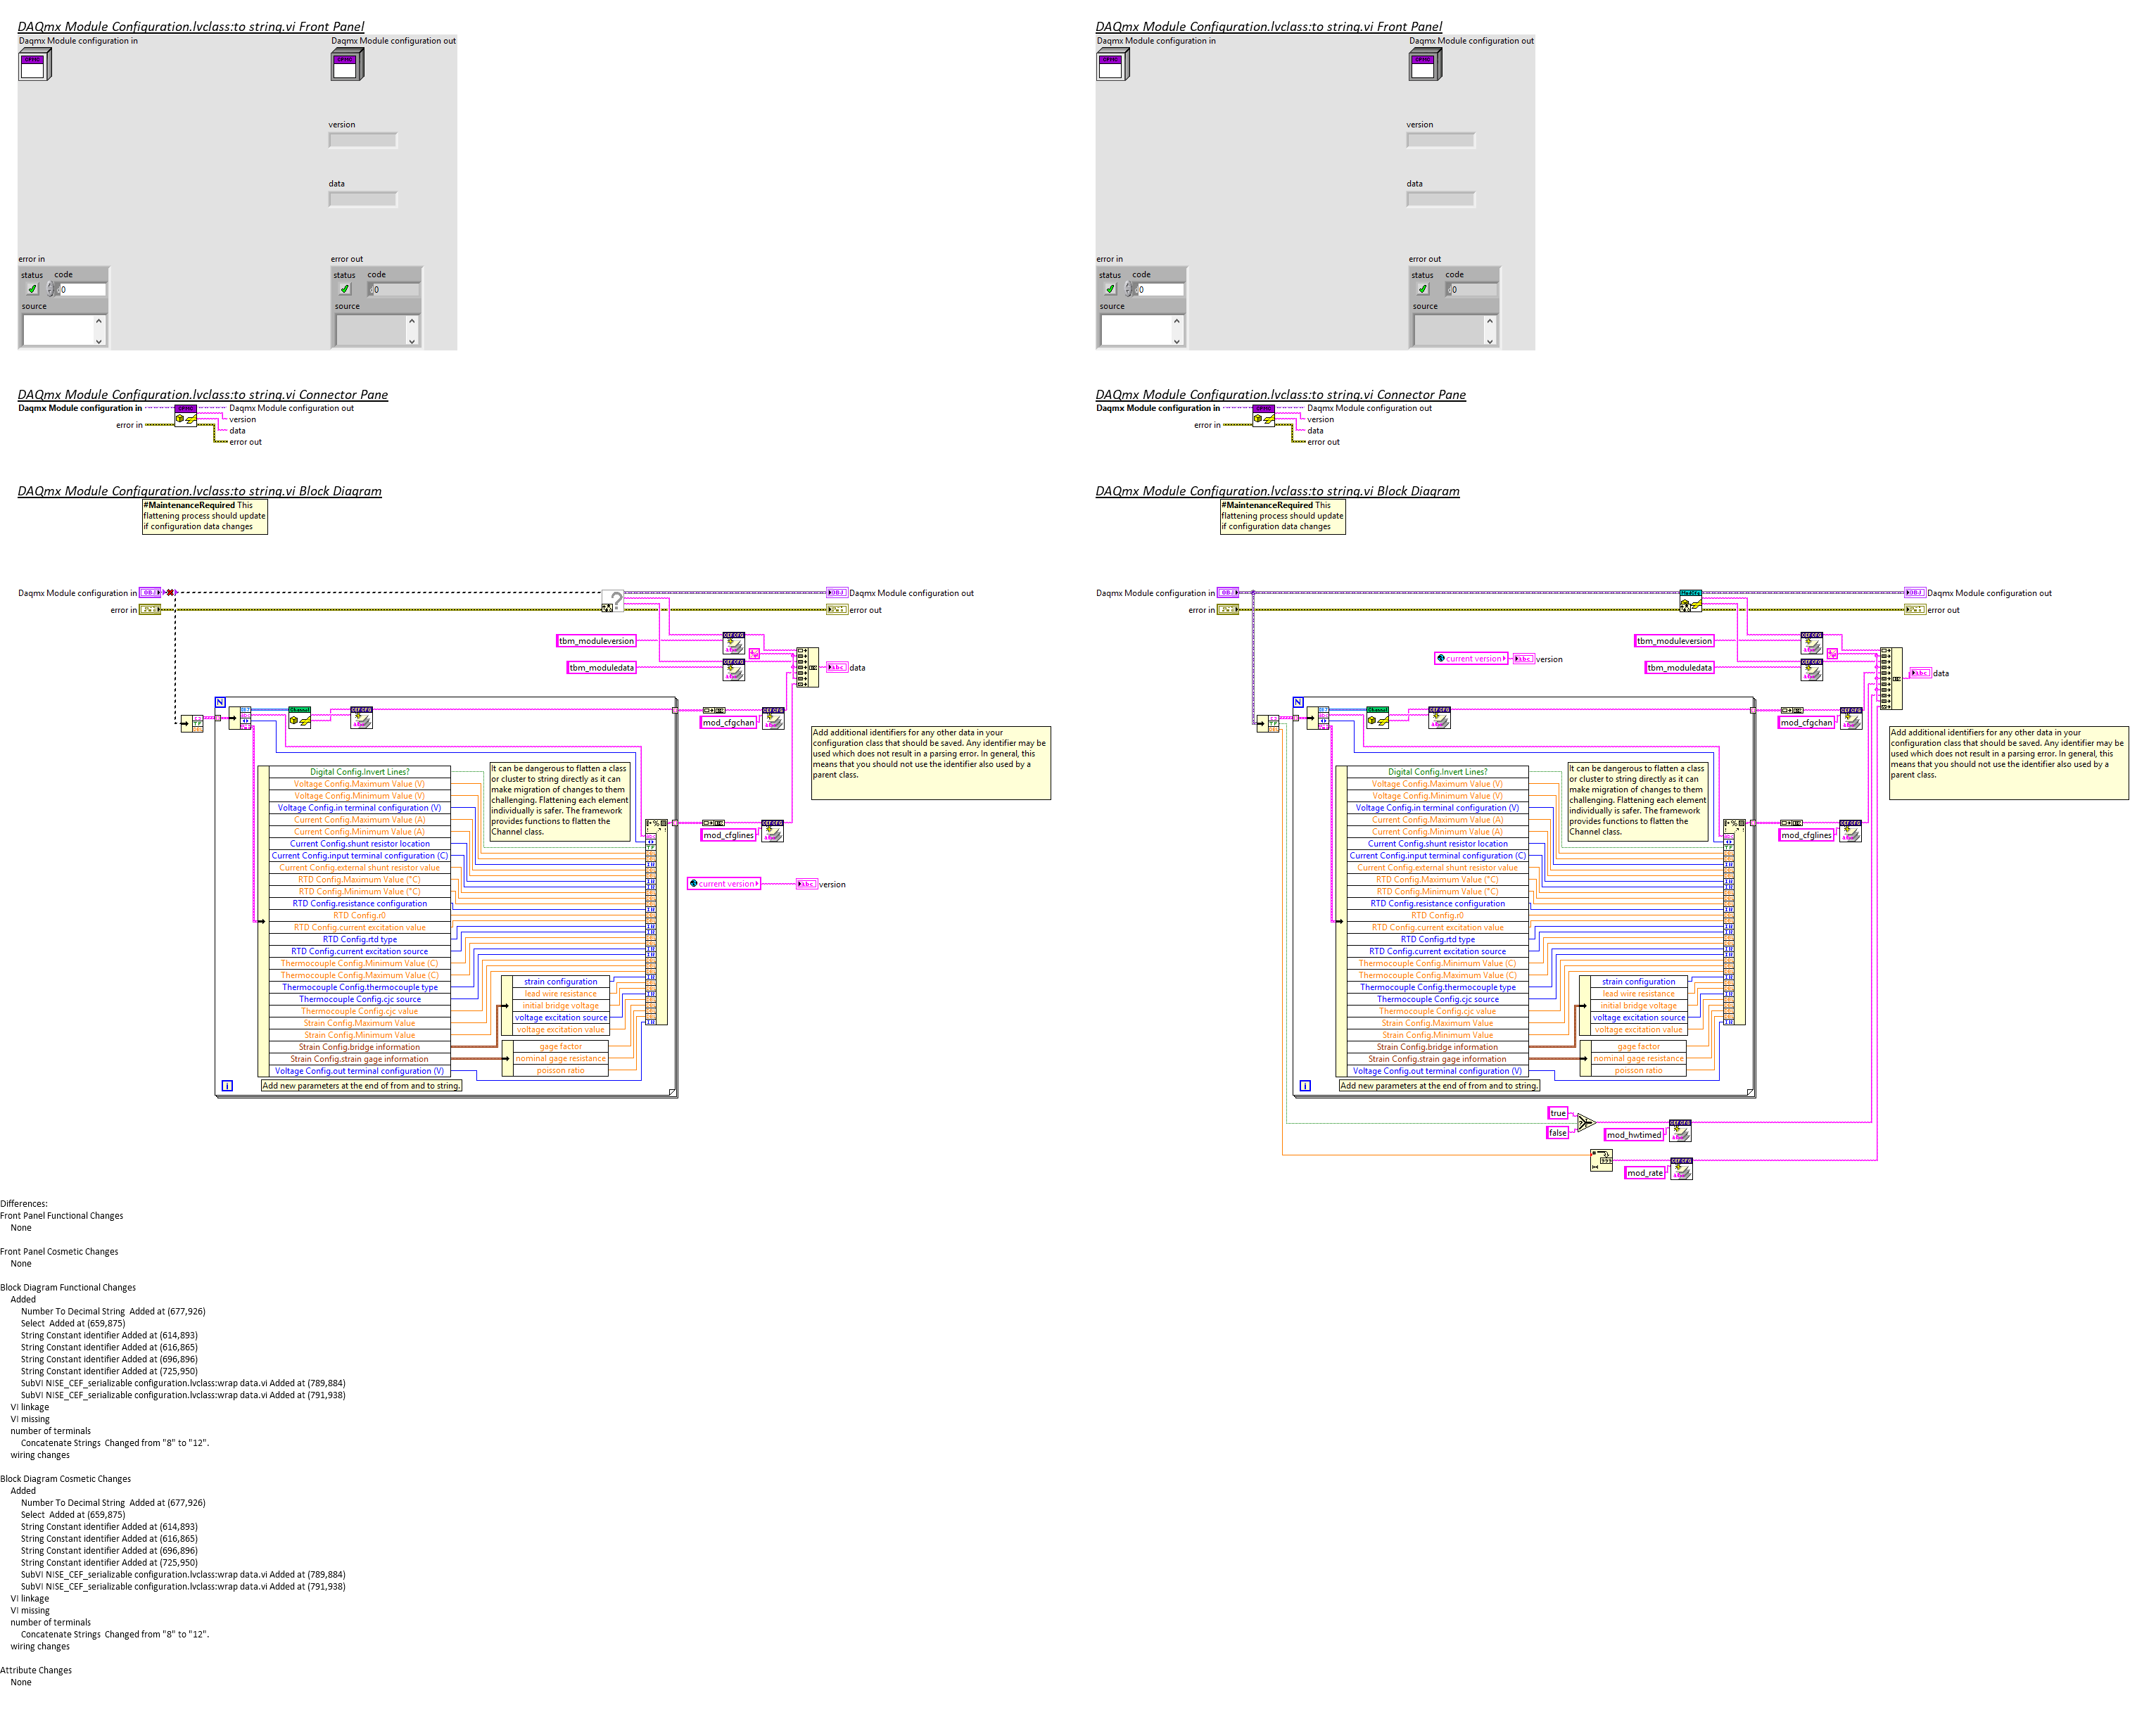 DAQmx Module Configuration.lvclass:to string.vi Front Panel
Daqmx Module configuration in
Daqmx Module configuration out
version
data
error in
status code
0
source
error out
status code
0
source
DAQmx Module Configuration.lvclass:to string.vi Connector Pane
Daqmx Module configuration in
Daqmx Module configuration out
version
error in
data
error out
DAQmx Module Configuration.lvclass:to string.vi Block Diagram
#MaintenanceRequired This
flattening process should update
if configuration data changes
Daqmx Module configuration in
Daqmx Module configuration out
error in
error out
tbm_moduleversion
tbm_moduledata
data
N
mod_cfgchan
Add additional identifiers for any other data in your
configuration class that should be saved. Any identifier may be
used which does not result in a parsing error. In general, this
means that you should not use the identifier also used by a
parent class.
It can be dangerous to flatten a class
or cluster to string directly as it can
make migration of changes to them
challenging. Flattening each element
individually is safer. The framework
provides functions to flatten the
Channel class.
mod_cfglines
current version
version
Digital Config.Invert Lines?
Voltage Config.Maximum Value (V)
Voltage Config.Minimum Value (V)
Voltage Config.in terminal configuration (V)
Current Config.Maximum Value (A)
Current Config.Minimum Value (A)
Current Config.shunt resistor location
Current Config.input terminal configuration (C)
Current Config.external shunt resistor value
RTD Config.Maximum Value (°C)
RTD Config.Minimum Value (°C)
RTD Config.resistance configuration
RTD Config.r0
RTD Config.current excitation value
RTD Config.rtd type
RTD Config.current excitation source
Thermocouple Config.Minimum Value (C)
Thermocouple Config.Maximum Value (C)
Thermocouple Config.thermocouple type
Thermocouple Config.cjc source
Thermocouple Config.cjc value
Strain Config.Maximum Value
Strain Config.Minimum Value
Strain Config.bridge information
Strain Config.strain gage information
Voltage Config.out terminal configuration (V)
strain configuration
lead wire resistance
initial bridge voltage
voltage excitation source
voltage excitation value
gage factor
nominal gage resistance
poisson ratio
i
Add new parameters at the end of from and to string.
DAQmx Module Configuration.lvclass:to string.vi Front Panel
Daqmx Module configuration in
Daqmx Module configuration out
version
data
error in
status code
0
source
error out
status code
0
source
DAQmx Module Configuration.lvclass:to string.vi Connector Pane
Daqmx Module configuration in
Daqmx Module configuration out
version
error in
data
error out
DAQmx Module Configuration.lvclass:to string.vi Block Diagram
#MaintenanceRequired This
flattening process should update
if configuration data changes
Daqmx Module configuration in
Daqmx Module configuration out
error in
error out
tbm_moduleversion
current version
version
tbm_moduledata
data
N
mod_cfgchan
Add additional identifiers for any other data in your
configuration class that should be saved. Any identifier may be
used which does not result in a parsing error. In general, this
means that you should not use the identifier also used by a
parent class.
It can be dangerous to flatten a class
or cluster to string directly as it can
make migration of changes to them
challenging. Flattening each element
individually is safer. The framework
provides functions to flatten the
Channel class.
mod_cfglines
Digital Config.Invert Lines?
Voltage Config.Maximum Value (V)
Voltage Config.Minimum Value (V)
Voltage Config.in terminal configuration (V)
Current Config.Maximum Value (A)
Current Config.Minimum Value (A)
Current Config.shunt resistor location
Current Config.input terminal configuration (C)
Current Config.external shunt resistor value
RTD Config.Maximum Value (°C)
RTD Config.Minimum Value (°C)
RTD Config.resistance configuration
RTD Config.r0
RTD Config.current excitation value
RTD Config.rtd type
RTD Config.current excitation source
Thermocouple Config.Minimum Value (C)
Thermocouple Config.Maximum Value (C)
Thermocouple Config.thermocouple type
Thermocouple Config.cjc source
Thermocouple Config.cjc value
Strain Config.Maximum Value
Strain Config.Minimum Value
Strain Config.bridge information
Strain Config.strain gage information
Voltage Config.out terminal configuration (V)
strain configuration
lead wire resistance
initial bridge voltage
voltage excitation source
voltage excitation value
gage factor
nominal gage resistance
poisson ratio
i
Add new parameters at the end of from and to string.
true
false
mod_hwtimed
mod_rate
Differences:
Front Panel Functional Changes
None
Front Panel Cosmetic Changes
None
Block Diagram Functional Changes
Added
Number To Decimal String Added at (677,926)
Select Added at (659,875)
String Constant identifier Added at (614,893)
String Constant identifier Added at (616,865)
String Constant identifier Added at (696,896)
String Constant identifier Added at (725,950)
SubVI NISE_CEF_serializable configuration.lvclass:wrap data.vi Added at (789,884)
SubVI NISE_CEF_serializable configuration.lvclass:wrap data.vi Added at (791,938)
VI linkage
VI missing
number of terminals
Concatenate Strings Changed from "8" to "12".
wiring changes
Block Diagram Cosmetic Changes
Added
Number To Decimal String Added at (677,926)
Select Added at (659,875)
String Constant identifier Added at (614,893)
String Constant identifier Added at (616,865)
String Constant identifier Added at (696,896)
String Constant identifier Added at (725,950)
SubVI NISE_CEF_serializable configuration.lvclass:wrap data.vi Added at (789,884)
SubVI NISE_CEF_serializable configuration.lvclass:wrap data.vi Added at (791,938)
VI linkage
VI missing
number of terminals
Concatenate Strings Changed from "8" to "12".
wiring changes
Attribute Changes
None